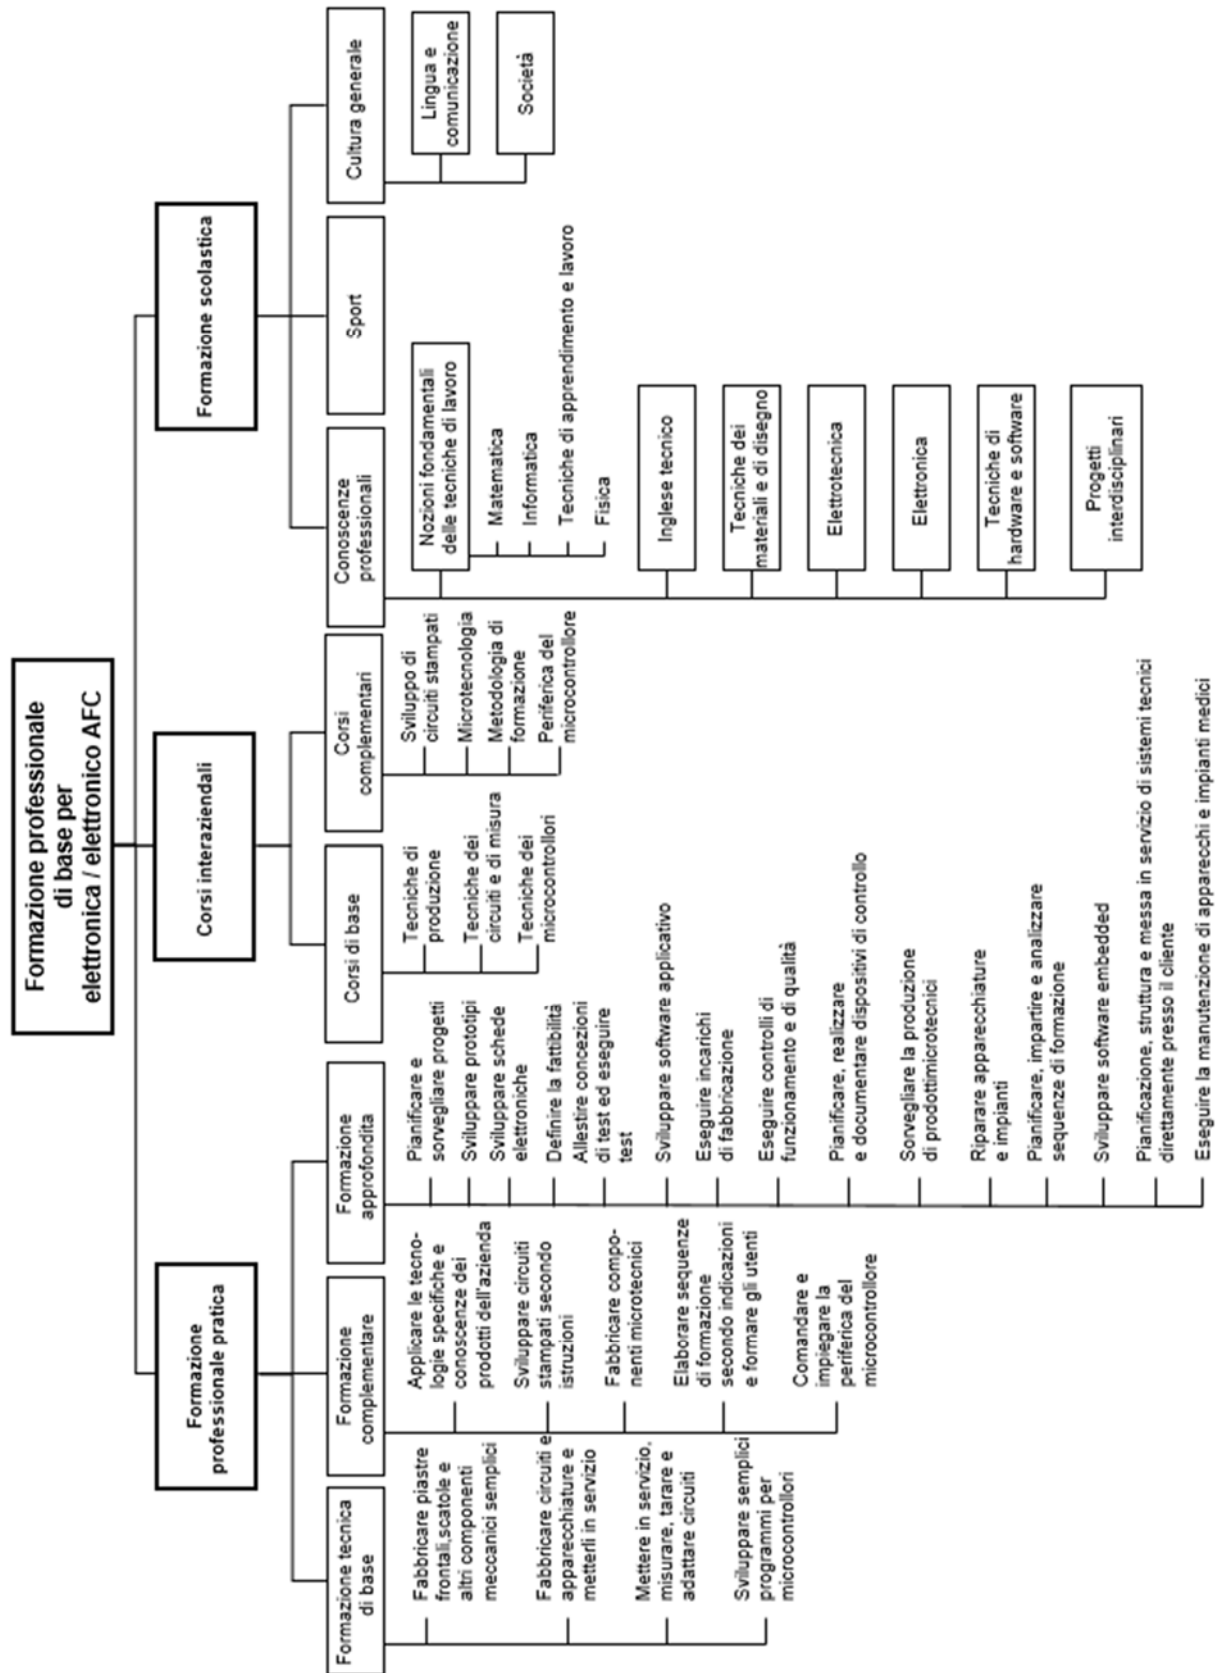 Formazione professionale
di base per
elettronica / elettronico AFC
Formazione
professionale pratica
Corsi interaziendali
Formazione scolastica
Formazione tecnica
di base
Formazione
complementare
Formazione
approfondita
Corsi di base
Corsi
complementari
Conoscenze
professionali
Sport
Cultura generale
Fabbricare piastre
frontali,scatole e
altri componenti
meccanici semplici
Fabbricare circuiti e
apparecchiature e
metterli in servizio
Mettere in servizio,
misurare, tarare e
adattare circuiti
Sviluppare semplici
programmi per
microcontrollori
Applicare le tecno-
logie specifiche e
conoscenze dei
prodotti dell'azienda
Sviluppare circuiti
stampati secondo
istruzioni
Fabbricare compo-
nenti microtecnici
Elaborare sequenze
di formazione
secondo indicazioni
e formare gli utenti
Comandare e
impiegare la
periferica del
microcontrollore
Pianificare e
sorvegliare progetti
Sviluppare prototipi
Sviluppare schede
elettroniche
Definire la fattibilità
Allestire concezioni
di test ed eseguire
test
Sviluppare software applicativo
Eseguire incarichi
di fabbricazione
Eseguire controlli di
funzionamento e di qualità
Pianificare, realizzare
e documentare dispositivi di controllo
Sorvegliare la produzione
di prodottimicrotecnici
Riparare apparecchiature
e impianti
Pianificare, impartire e analizzare
sequenze di formazione
Sviluppare software embedded
Pianificazione, struttura e messa in servizio di sistemi tecnici
direttamente presso il cliente
Eseguire la manutenzione di apparecchi e impianti medici
Tecniche di
produzione
Tecniche dei
circuiti e di misura
Tecniche dei
microcontrollori
Sviluppo di
circuiti stampati
Microtecnologia
Metodologia di
formazione
Periferica del
microcontrollore
Nozioni fondamentali
delle tecniche di lavoro
Matematica
Informatica
Tecniche di apprendimento e lavoro
Fisica
Inglese tecnico
Tecniche dei
materiali e di disegno
Elettrotecnica
Elettronica
Tecniche di
hardware e software
Progetti
interdisciplinari
Lingua e
comunicazione
Società